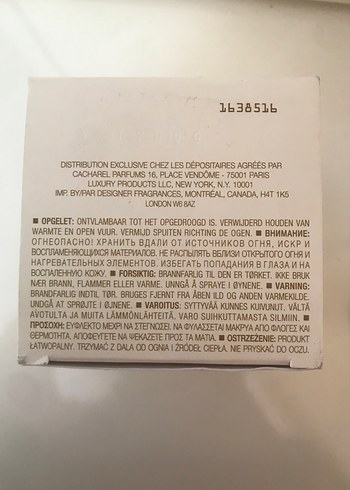 1638516
DISTRIBUTION EXCLUSIVE CHEZ LES DÉPOSITAIRES AGRÉÉS PAR
CACHAREL PARFUMS 16, PLACE VENDÔME - 75001 PARIS
LUXURY PRODUCTS LLC, NEW YORK, N.Y. 10001
IMP. BY/PAR DESIGNER FRAGRANCES, MONTREAL, CANADA, H4T 1K5
LONDON W6 8AZ
■ OPGELET: ONTVLAMBAAR TOT HET OPGEDROOGD IS. VERWIJDERD HOUDEN VAN
WARMTE EN OPEN VUUR. VERMIJD SPUITEN RICHTING DE OGEN. ■ ВНИМАНИЕ:
ОГНЕОПАСНО! ХРАНИТЬ ВДАЛИ ОТ ИСТОЧНИКОВ ОГНЯ, ИСКР И
ВОСПЛАМЕНЯЮЩИХСЯ МАТЕРИАЛОВ. НЕ РАСПЫЛЯТЬ ВБЛИЗИ ОТКРЫТОГО ОГНЯ И
НАГРЕВАТЕЛЬНЫХ ЭЛЕМЕНТОВ. ИЗБЕГАТЬ ПОПАДАНИЯ В ГЛАЗА И НА
ВОСПАЛЕННУЮ КОЖУ. ■ FORSIKTIG: BRANNFARLIG TIL DEN ER TØRKET. IKKE BRUK
NÆR BRANN, FLAMMER ELLER VARME. UNNGÅ Å SPRAYE I ØYNENE. ■ VARNING:
BRANDFARLIG INDTIL TØR. BRUGES FJERNT FRA ÅBEN ILD OG ANDEN VARMEKILDE.
UNDGÅ AT SPRØJTE I ØJNENE. ■ VAROITUS: SYTTYVÄÄ KUNNES KUIVUNUT. VÄLTÄ
AVOTULTA JA MUITA LÄMMÖNLÄHTEITÄ. VARO SUIHKUTTAMASTA SILMIIN. ■
ΠΡΟΣΟΧΗ: ΕΥΦΛΕΚΤΟ ΜΕΧΡΙ ΝΑ ΣΤΕΓΝΩΣΕΙ. ΝΑ ΦΥΛΑΣΣΕΤΑΙ ΜΑΚΡΥΑ ΑΠΟ ΦΛΟΓΕΣ ΚΑΙ
ΘΕΡΜΟΤΗΤΑ. ΑΠΟΦΕΥΓΕΤΕ ΝΑ ΨΕΚΑΖΕΤΕ ΠΡΟΣ ΤΑ ΜΑΤΙΑ. ■ OSTRZEŻENIE: PRODUKT
ŁATWOPALNY. TRZYMAĆ Z DALA OD OGNIA I ŹRÓDEŁ CIEPŁA. NIE PRYSKAĆ DO OCZU.